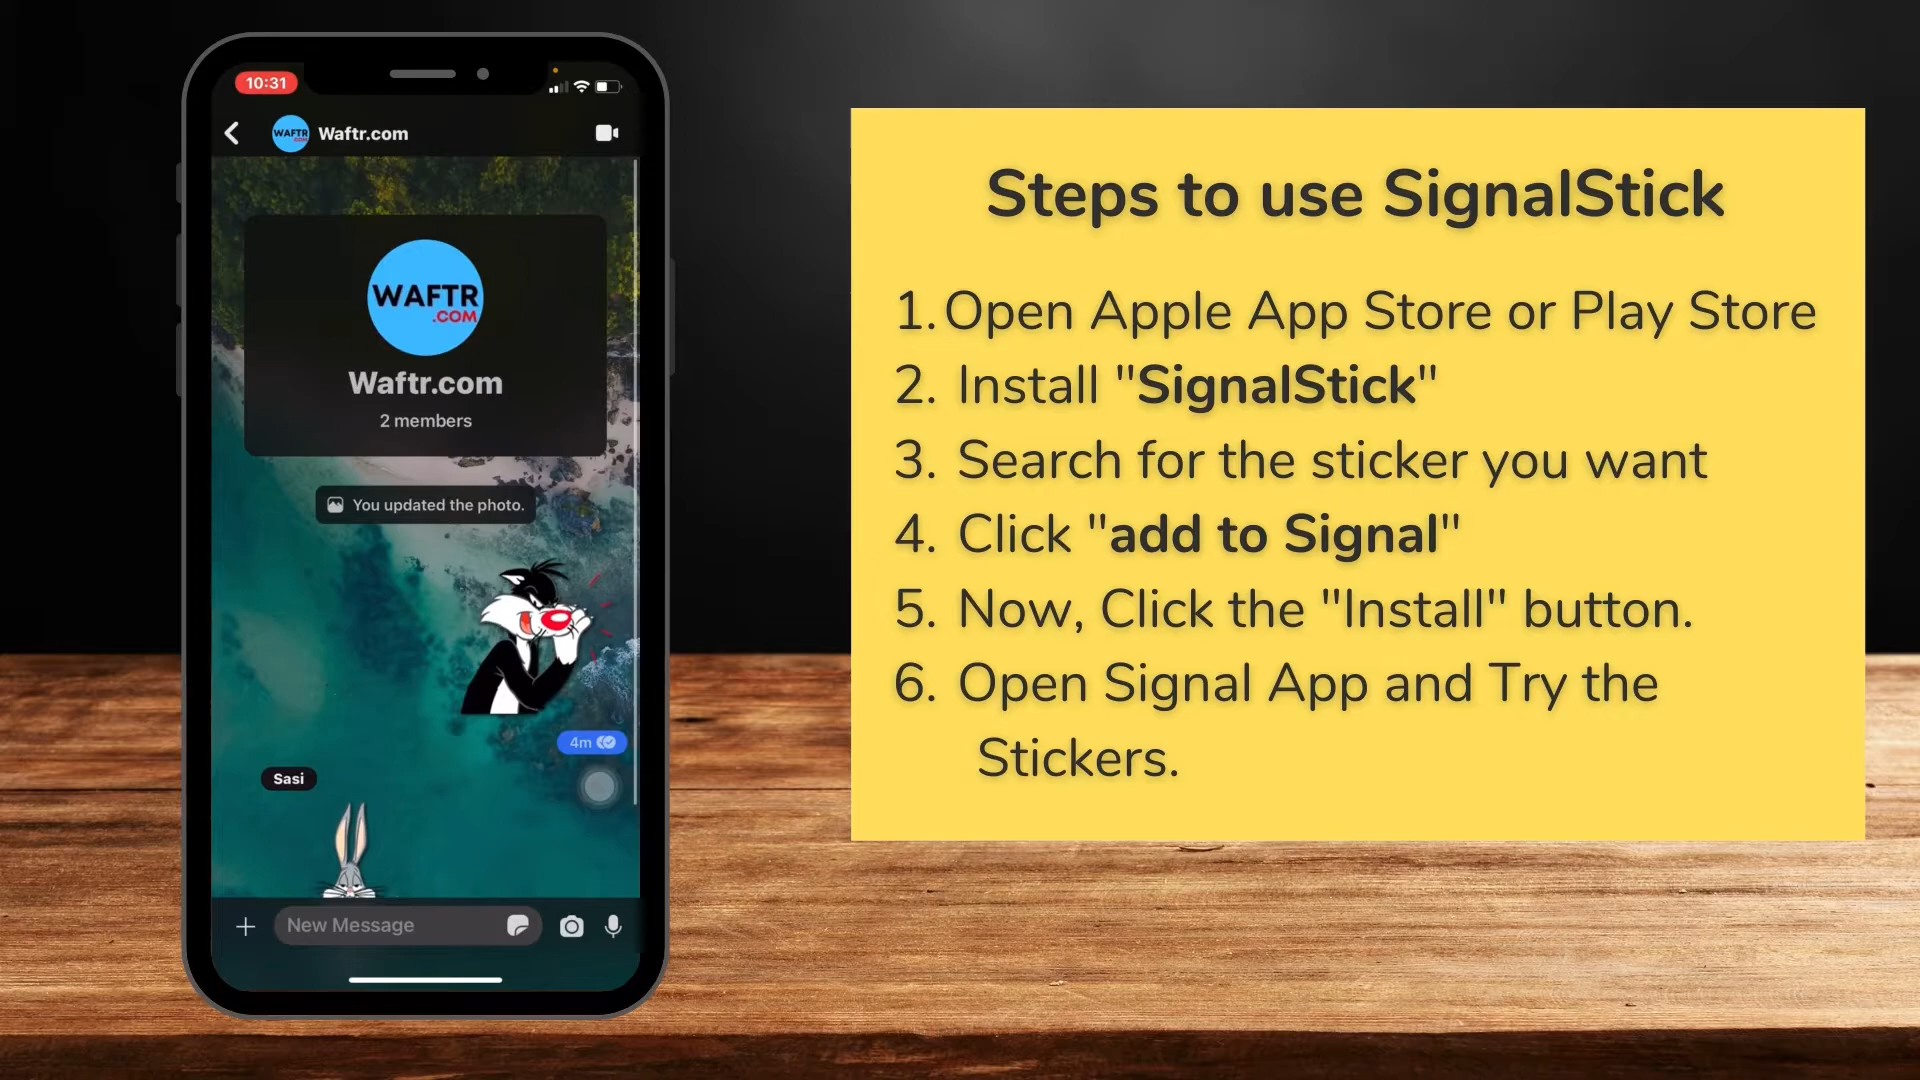 10:31
WAFTR
.COM
Waftr.com
WAFTR
.COM
Waftr.com
2 members
You updated the photo.
4m
Sasi
New Message
Steps to use SignalStick
1. Open Apple App Store or Play Store
2. Install "SignalStick"
3. Search for the sticker you want
4. Click "add to Signal"
5. Now, Click the "Install" button.
6. Open Signal App and Try the
Stickers.